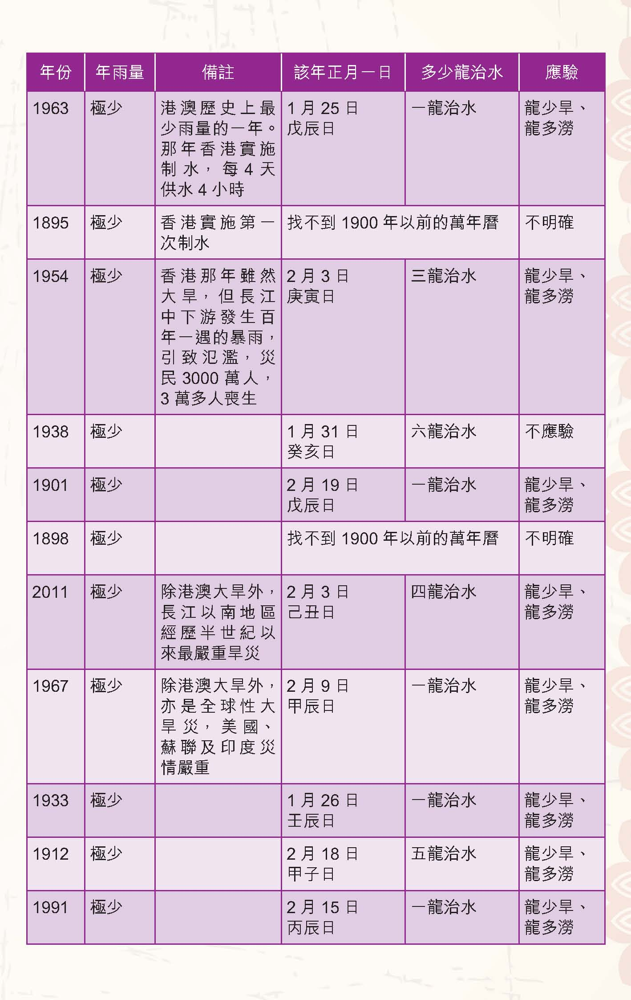 年份 年雨量 備註 該年正月一日 多少龍治水 應驗
1963 極少 港澳歷史上最 1 月 25 日 一龍治水 龍少旱、
少雨量的一年。 戊辰日 龍多澇
那年香港實施
制水，每 4 天
供水 4 小時
1895 極少 香港實施第一 找不到 1900 年以前的萬年曆 不明確
次制水
1954 極少 香港那年雖然 2 月 3 日 三龍治水 龍少旱、
大旱，但長江 庚寅日 龍多澇
中下游發生百
年一遇的暴雨，
引致氾濫，災
民 3000 萬人，
3 萬多人喪生
1938 極少 1 月 31 日 六龍治水 不應驗
癸亥日
1901 極少 2 月 19 日 一龍治水 龍少旱、
戊辰日 龍多澇
1898 極少 找不到 1900 年以前的萬年曆 不明確
2011 極少 除港澳大旱外， 2 月 3 日 四龍治水 龍少旱、
長江以南地區 己丑日 龍多澇
經歷半世紀以
來最嚴重旱災
1967 極少 除港澳大旱外， 2 月 9 日 一龍治水 龍少旱、
亦是全球性大 甲辰日 龍多澇
旱災，美國、
蘇聯及印度災
情嚴重
1933 極少 1 月 26 日 一龍治水 龍少旱、
壬辰日 龍多澇
1912 極少 2 月 18 日 五龍治水 龍少旱、
甲子日 龍多澇
1991 極少 2 月 15 日 一龍治水 龍少旱、
丙辰日 龍多澇